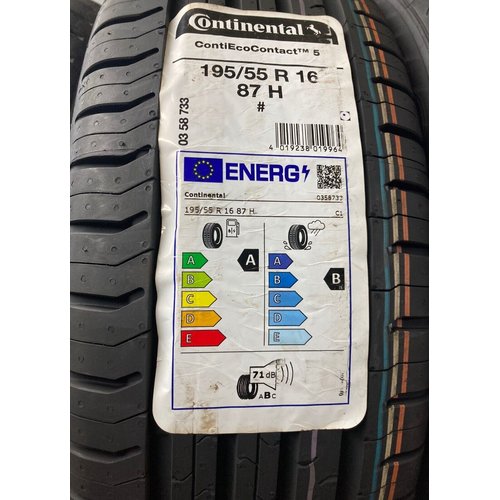 Continental
ContiEcoContact™ 5
195/55 R 16
87 H
#
03 58 733
4 019238 019964
ENERG
Continental
0358733
195/55 R 16 87 H
C1
A
B
C
D
E
A
A
B
C
D
E
B
71 dB
ABC